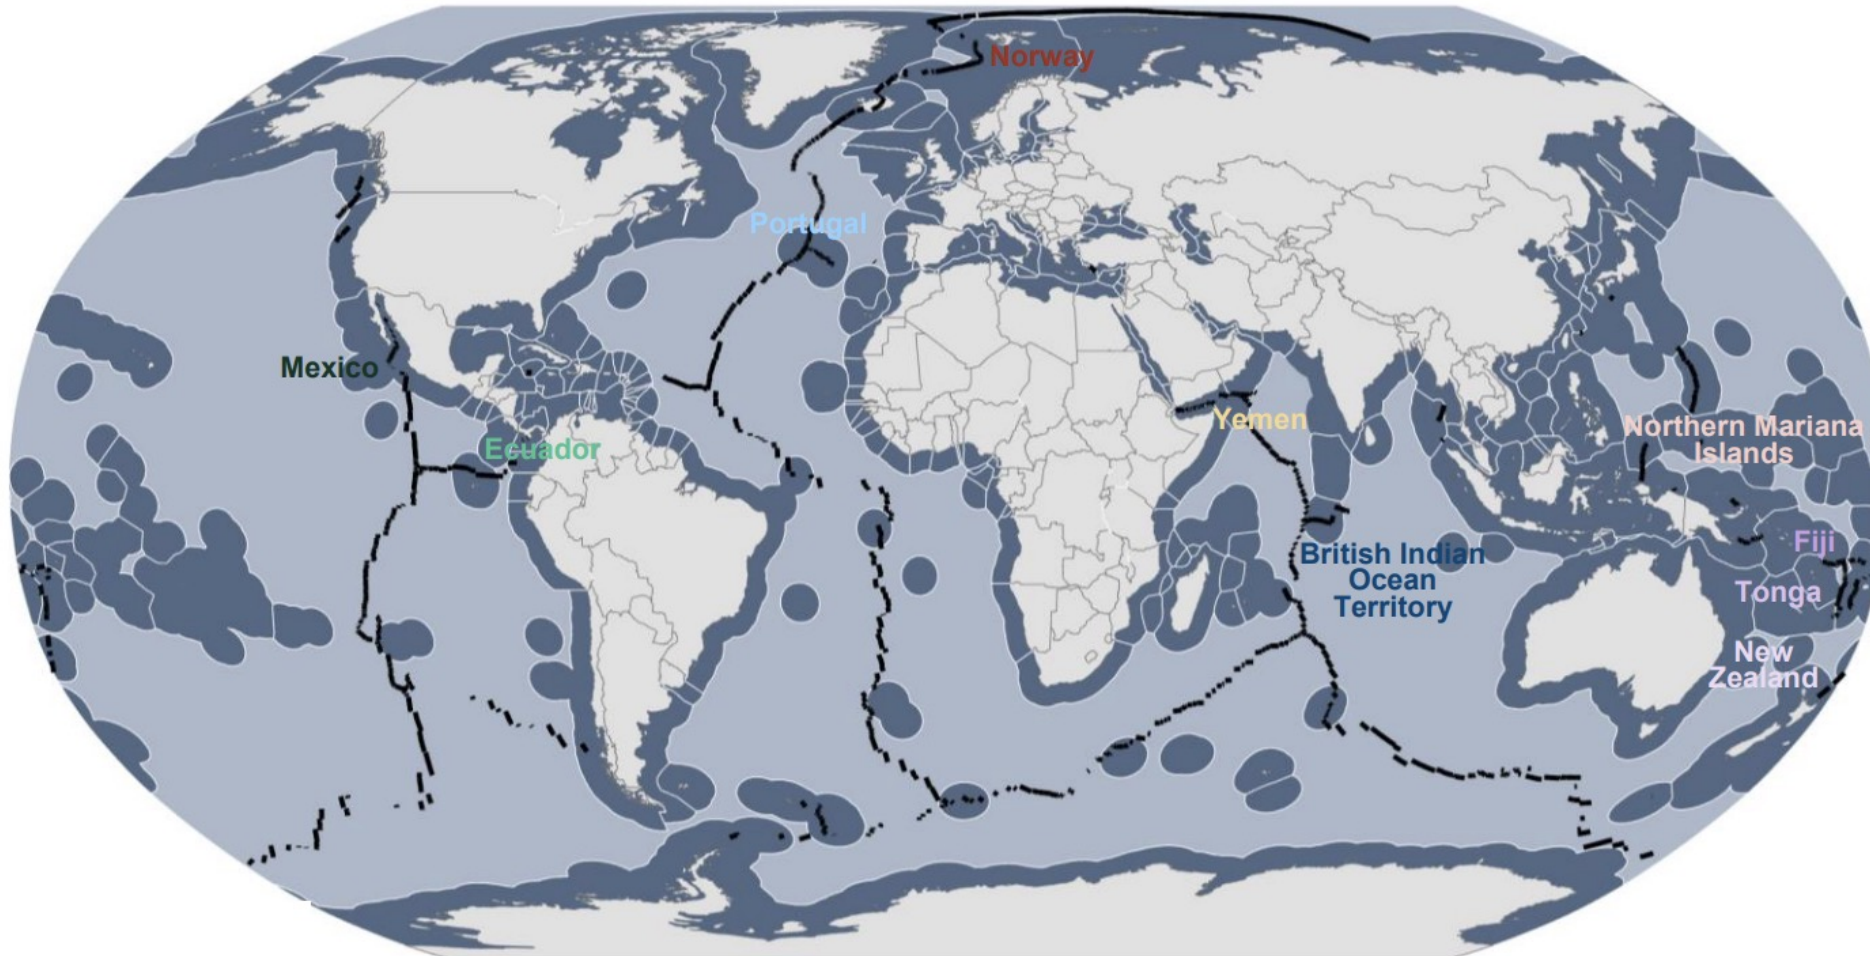 Norway
Portugal
Mexico
Yemen
Northern Mariana
Islands
Ecuador
Fiji
British Indian
Ocean
Territory
Tonga
New
Zealand